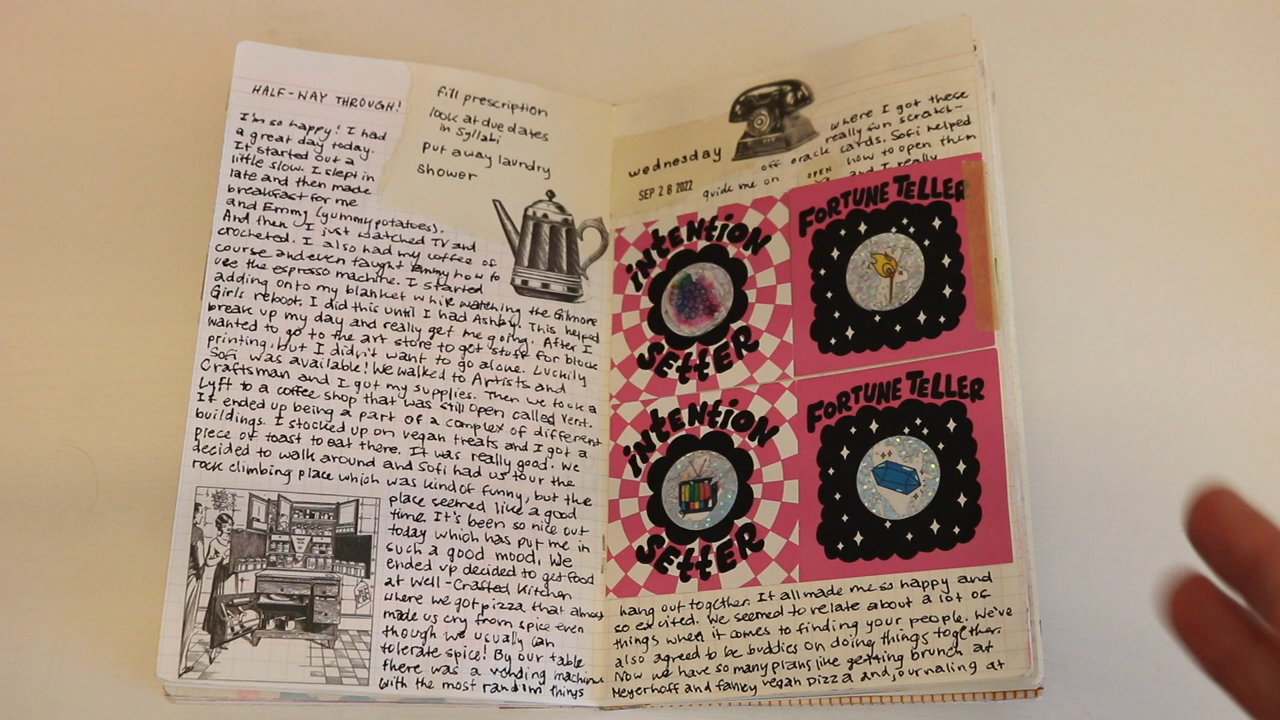 HALF-WAY THROUGH!
I'm so happy! I had
a great day today.
It started out a
little slow. I slept in
late and then made
breakfast for me
and Emmy (yummy potatoes).
And then I just watched TV and
crocheted. I also had my coffee of
course and even taught Emmy how to
use the espresso machine. I started
adding onto my blanket while watching the Gilmore
Girls reboot. I did this until I had Ashby. This helped
break up my day and really get me going. After I
wanted to go to the art store to get stuff for block
printing, but I didn't want to go alone. Luckily
Sofi was available! We walked to Artists and
Craftsman and I got my supplies. Then we took a
Lyft to a coffee shop that was still open called Vent.
It ended up being a part of a complex of different
buildings. I stocked up on vegan treats and I got a
piece of toast to eat there. It was really good. We
decided to walk around and Sofi had us tour the
rock climbing place which was kind of funny, but the
place seemed like a good
time. It's been so nice out
today which has put me in
such a good mood. We
ended up decided to get food
at Well-Crafted Kitchen
where we got pizza that almost
made us cry from spice even
though we usually can
tolerate spice! By our table
there was a vending machine
with the most random things
fill prescription
look at due dates
in syllabi
put away laundry
shower
wednesday
SEP 28 2022
where I got these
really fun scratch-
off oracle cards. Sofi helped
guide me on how to open them
OPEN
and I really
INTENTION
SETTER
FORTUNE TELLER
INTENTION
SETTER
FORTUNE TELLER
hang out together. It all made me so happy and
so excited. We seemed to relate about a lot of
things when it comes to finding your people. We've
also agreed to be buddies on doing things together.
Now we have so many plans like getting brunch at
Meyerhoff and fanky vegan pizza and journaling at